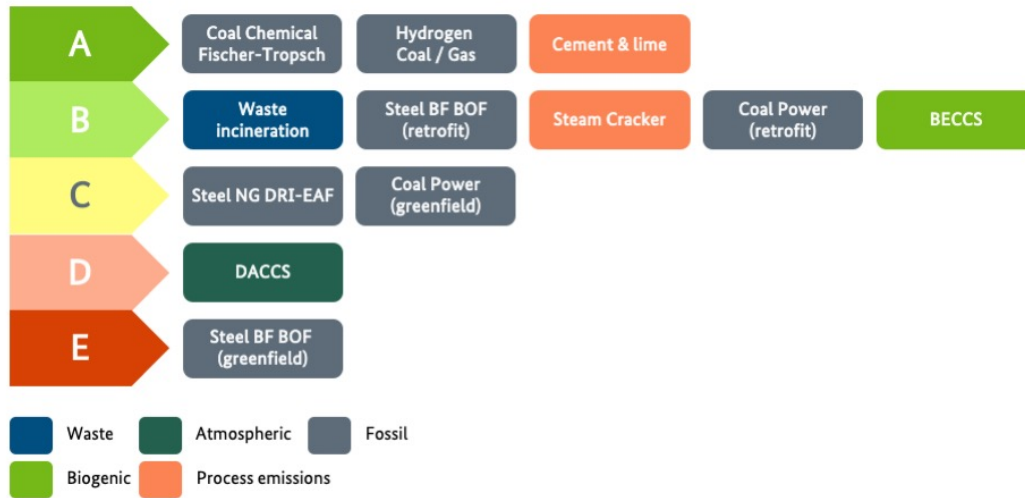 A
Coal Chemical
Fischer-Tropsch
Hydrogen
Coal / Gas
Cement & lime
B
Waste
incineration
Steel BF BOF
(retrofit)
Steam Cracker
Coal Power
(retrofit)
BECCS
C
Steel NG DRI-EAF
Coal Power
(greenfield)
D
DACCS
E
Steel BF BOF
(greenfield)
Waste
Atmospheric
Fossil
Biogenic
Process emissions